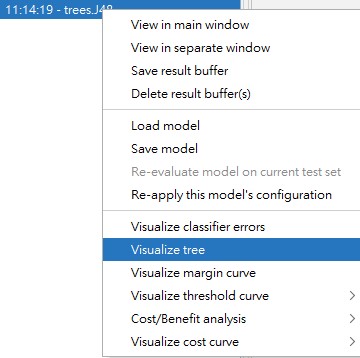 11:14:19 - trees.J48
View in main window
View in separate window
Save result buffer
Delete result buffer(s)
Load model
Save model
Re-evaluate model on current test set
Re-apply this model's configuration
Visualize classifier errors
Visualize tree
Visualize margin curve
Visualize threshold curve
Cost/Benefit analysis
Visualize cost curve